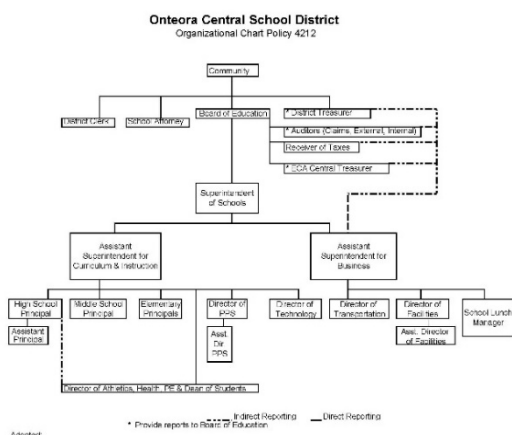 Onteora Central School District
Organizational Chart Policy 4212
Community
District Clerk
School Attorney
Board of Education
* District Treasurer
* Auditors (Claims, External, Internal)
Receiver of Taxes
* ECA Central Treasurer
Superintendent
of Schools
Assistant
Superintendent for
Curriculum & Instruction
Assistant
Superintendent for
Business
High School
Principal
Middle School
Principal
Elementary
Principals
Director of
PPS
Director of
Technology
Director of
Transportation
Director of
Facilities
School Lunch
Manager
Assistant
Principal
Asst.
Dir.
PPS
Asst. Director
of Facilities
Director of Athletics, Health, PE & Dean of Students
Indirect Reporting
Direct Reporting
* Provide reports to Board of Education
Adopted: